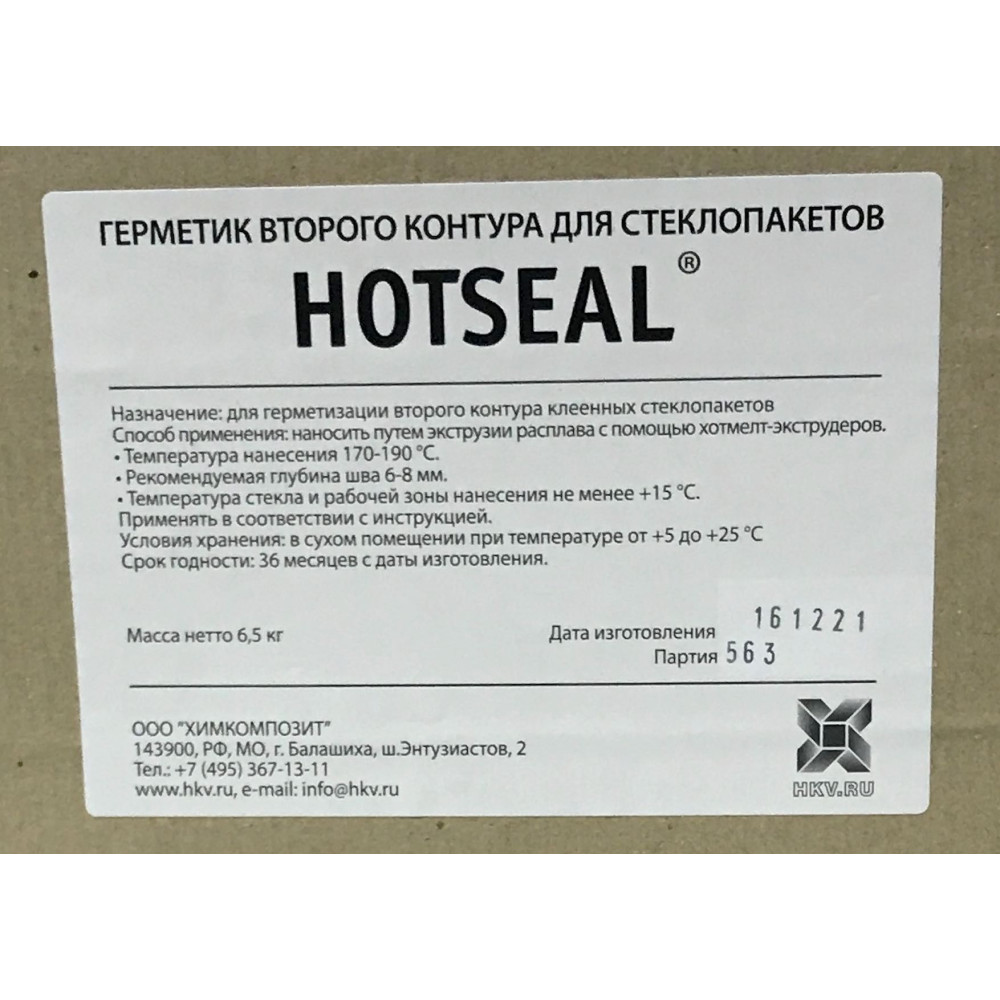 ГЕРМЕТИК ВТОРОГО КОНТУРА ДЛЯ СТЕКЛОПАКЕТОВ
HOTSEAL®
Назначение: для герметизации второго контура клеенных стеклопакетов
Способ применения: наносить путем экструзии расплава с помощью хотмелт-экструдеров.
• Температура нанесения 170-190 °С.
• Рекомендуемая глубина шва 6-8 мм.
• Температура стекла и рабочей зоны нанесения не менее +15 °С.
Применять в соответствии с инструкцией.
Условия хранения: в сухом помещении при температуре от +5 до +25 °С
Срок годности: 36 месяцев с даты изготовления.
Масса нетто 6,5 кг
Дата изготовления 161221
Партия 563
ООО "ХИМКОМПОЗИТ"
143900, РФ, МО, г. Балашиха, ш.Энтузиастов, 2
Тел.: +7 (495) 367-13-11
www.hkv.ru, e-mail: info@hkv.ru
HKV.RU